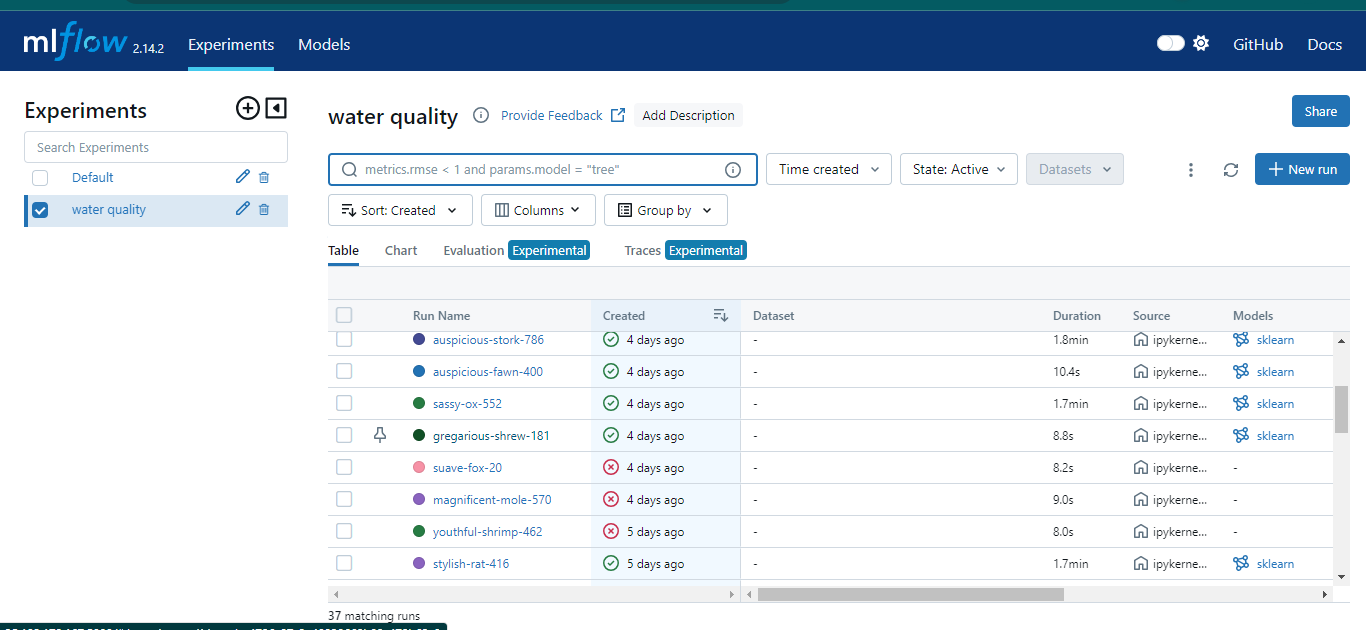 mlflow 2.14.2 Experiments Models GitHub Docs
Experiments
Search Experiments
Default
water quality
water quality Provide Feedback Add Description Share
metrics.rmse < 1 and params.model = "tree" Time created State: Active Datasets New run
Sort: Created Columns Group by
Table Chart Evaluation Experimental Traces Experimental
Run Name Created Dataset Duration Source Models
auspicious-stork-786 4 days ago - 1.8min ipykerne... sklearn
auspicious-fawn-400 4 days ago - 10.4s ipykerne... sklearn
sassy-ox-552 4 days ago - 1.7min ipykerne... sklearn
gregarious-shrew-181 4 days ago - 8.8s ipykerne... sklearn
suave-fox-20 4 days ago - 8.2s ipykerne... -
magnificent-mole-570 4 days ago - 9.0s ipykerne... -
youthful-shrimp-462 5 days ago - 8.0s ipykerne... -
stylish-rat-416 5 days ago - 1.7min ipykerne... sklearn
37 matching runs